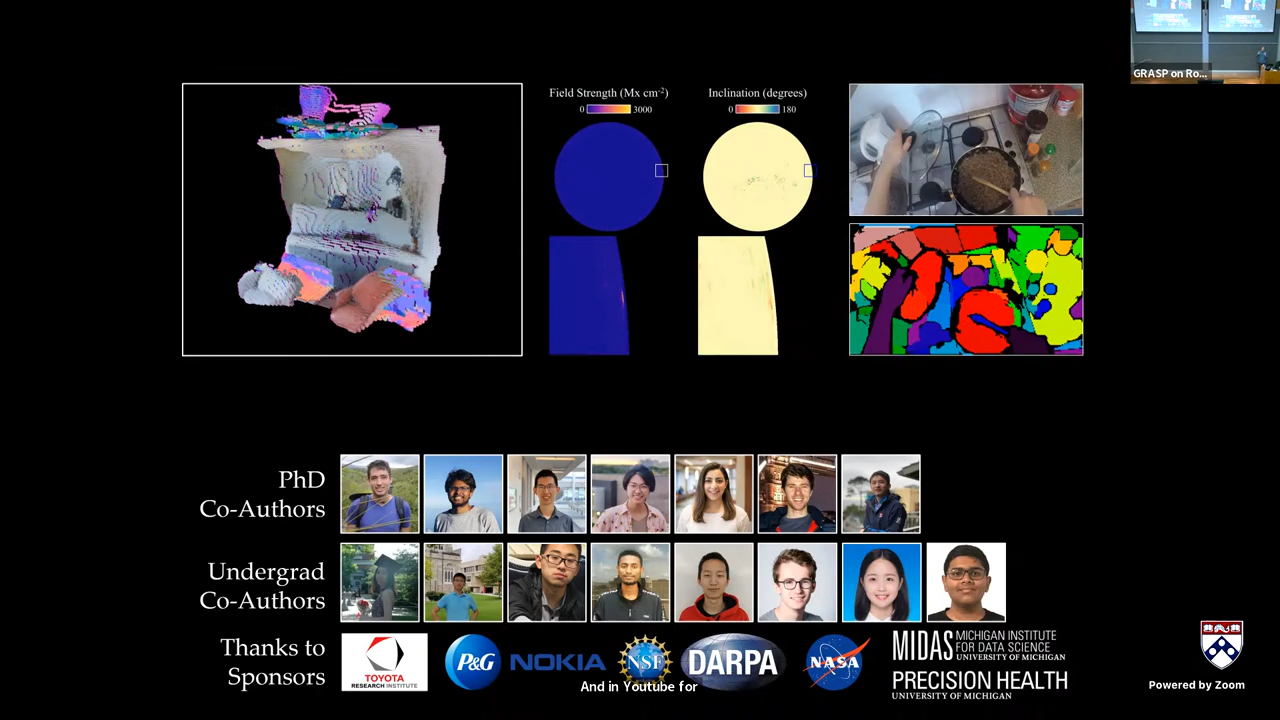 GRASP on Ro...
Field Strength (Mx cm-2)
0 3000
Inclination (degrees)
0 180
PhD
Co-Authors
Undergrad
Co-Authors
Thanks to
Sponsors
TOYOTA
RESEARCH INSTITUTE
P&G
NOKIA
NSF
DARPA
NASA
MIDAS
MICHIGAN INSTITUTE
FOR DATA SCIENCE
UNIVERSITY OF MICHIGAN
PRECISION HEALTH
UNIVERSITY OF MICHIGAN
And in Youtube for
Powered by Zoom